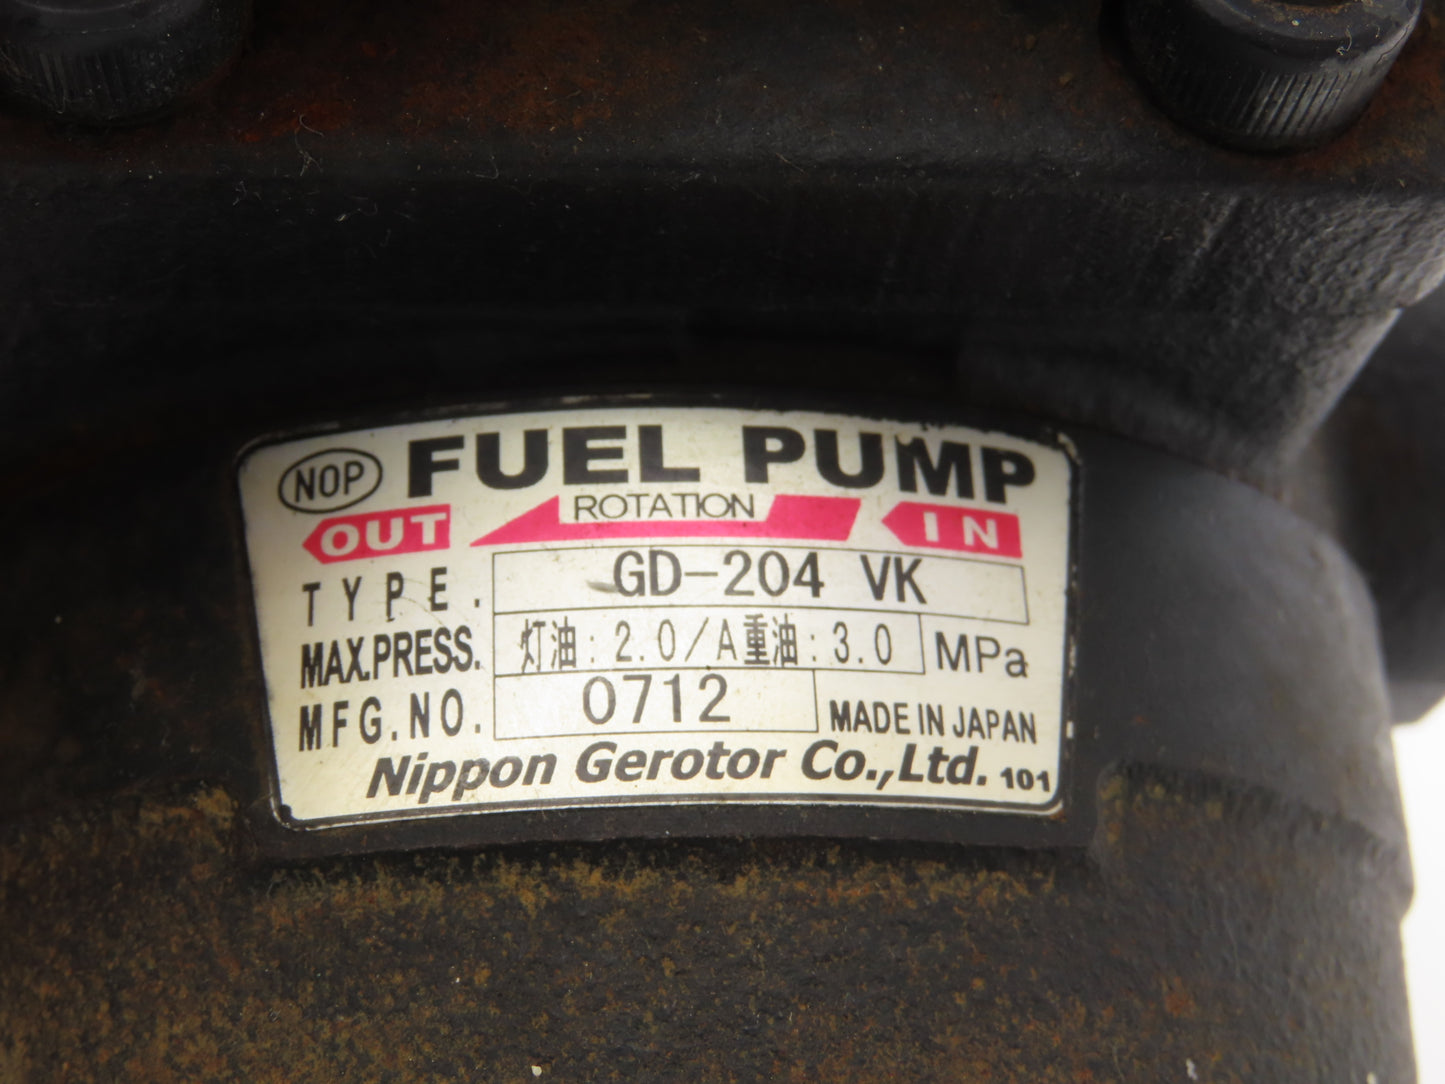 NOP FUEL PUMP
OUT ROTATION IN
TYPE. GD-204 VK
MAX.PRESS. 灯油:2.0/A重油:3.0 MPa
MFG.NO. 0712 MADE IN JAPAN
Nippon Gerotor Co.,Ltd. 101